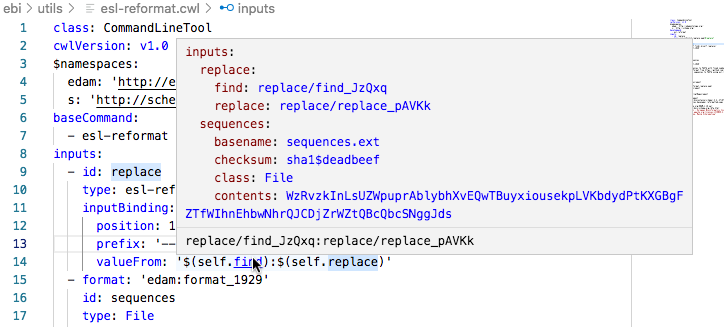 ebi > utils > esl-reformat.cwl > inputs
1 class: CommandLineTool
2 cwlVersion: v1.0
3 $namespaces:
4 edam: 'http://e
5 s: 'http://sche
6 baseCommand:
7 - esl-reformat
8 inputs:
9 - id: replace
10 type: esl-ref
11 inputBinding:
12 position: 1
13 prefix: '--
14 valueFrom: '$(self.find):$(self.replace)'
15 - format: 'edam:format_1929'
16 id: sequences
17 type: File
inputs:
replace:
find: replace/find_JzQxq
replace: replace/replace_pAVKk
sequences:
basename: sequences.ext
checksum: sha1$deadbeef
class: File
contents: WzRvzkInLsUZWpuprAblybhXvEQwTBuyxiousekpLVKbdydPtKXGBgF
ZTfWIhnEhbwNhrQJCDjZrWZtQBcQbcSNggJds
replace/find_JzQxq:replace/replace_pAVKk